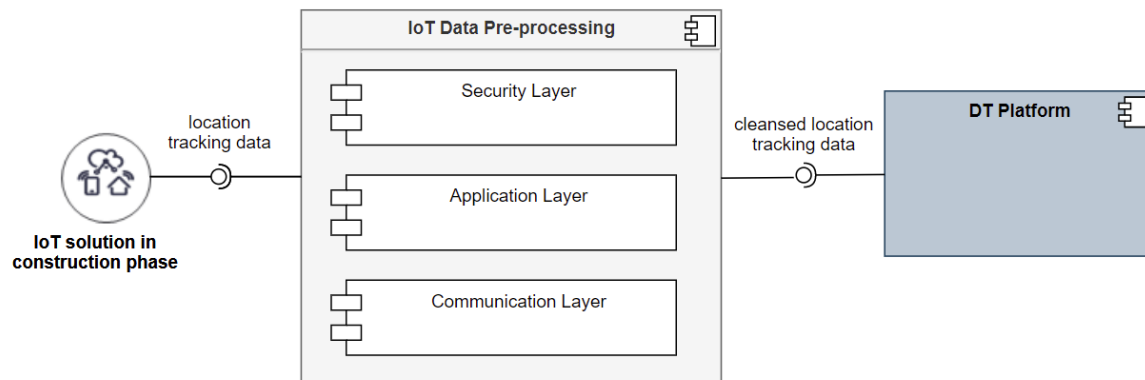 IoT Data Pre-processing
Security Layer
location
tracking data
cleansed location
tracking data
DT Platform
Application Layer
IoT solution in
construction phase
Communication Layer